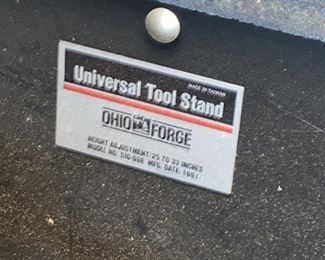 MADE IN TAIWAN
Universal Tool Stand
OHIO FORGE
HEIGHT ADJUSTMENT: 25 TO 33 INCHES
MODEL NO. 510-998 MFG. DATE: 1991-